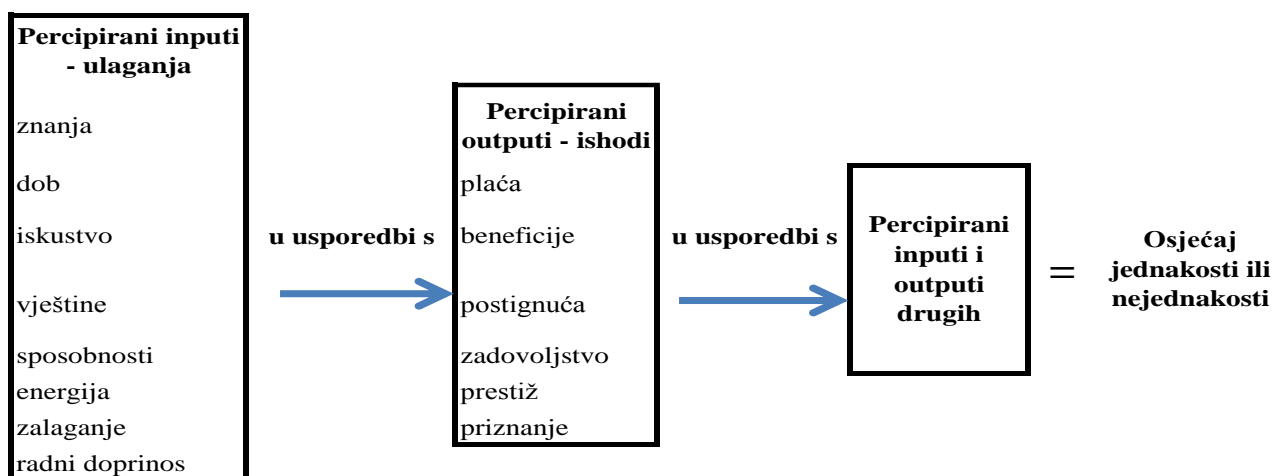 Percipirani inputi
- ulaganja
znanja
dob
iskustvo
vještine
sposobnosti
energija
zalaganje
radni doprinos
u usporedbi s
Percipirani
outputi - ishodi
plaća
beneficije
postignuća
zadovoljstvo
prestiž
priznanje
u usporedbi s
Percipirani
inputi i
outputi
drugih
=
Osjećaj
jednakosti ili
nejednakosti